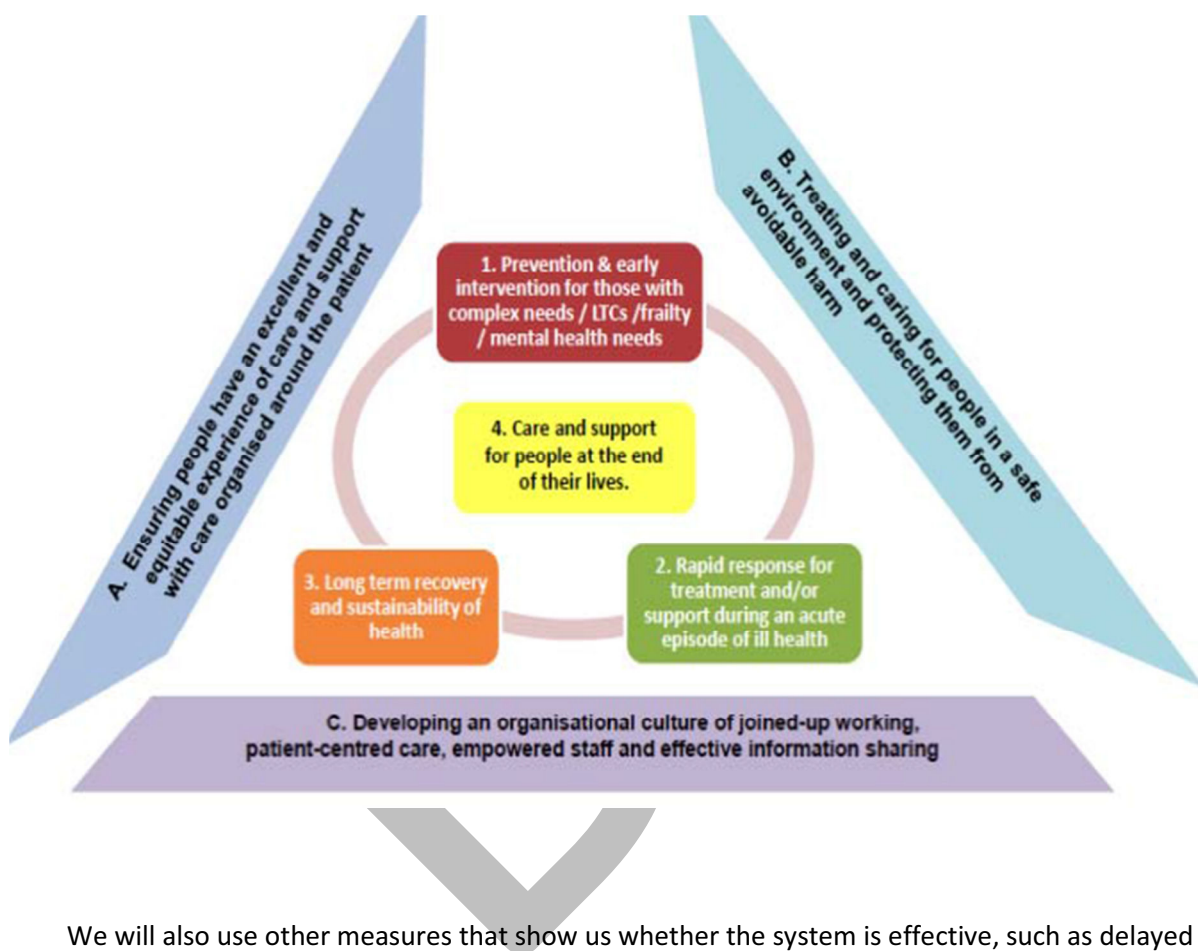 A. Ensuring people have an excellent and
equitable experience of care and support
with care organised around the patient
B. Treating and caring for people in a safe
environment and protecting them from
avoidable harm
1. Prevention & early
intervention for those with
complex needs / LTCs /frailty
/ mental health needs
4. Care and support
for people at the end
of their lives.
3. Long term recovery
and sustainability of
health
2. Rapid response for
treatment and/or
support during an acute
episode of ill health
C. Developing an organisational culture of joined-up working,
patient-centred care, empowered staff and effective information sharing
We will also use other measures that show us whether the system is effective, such as delayed